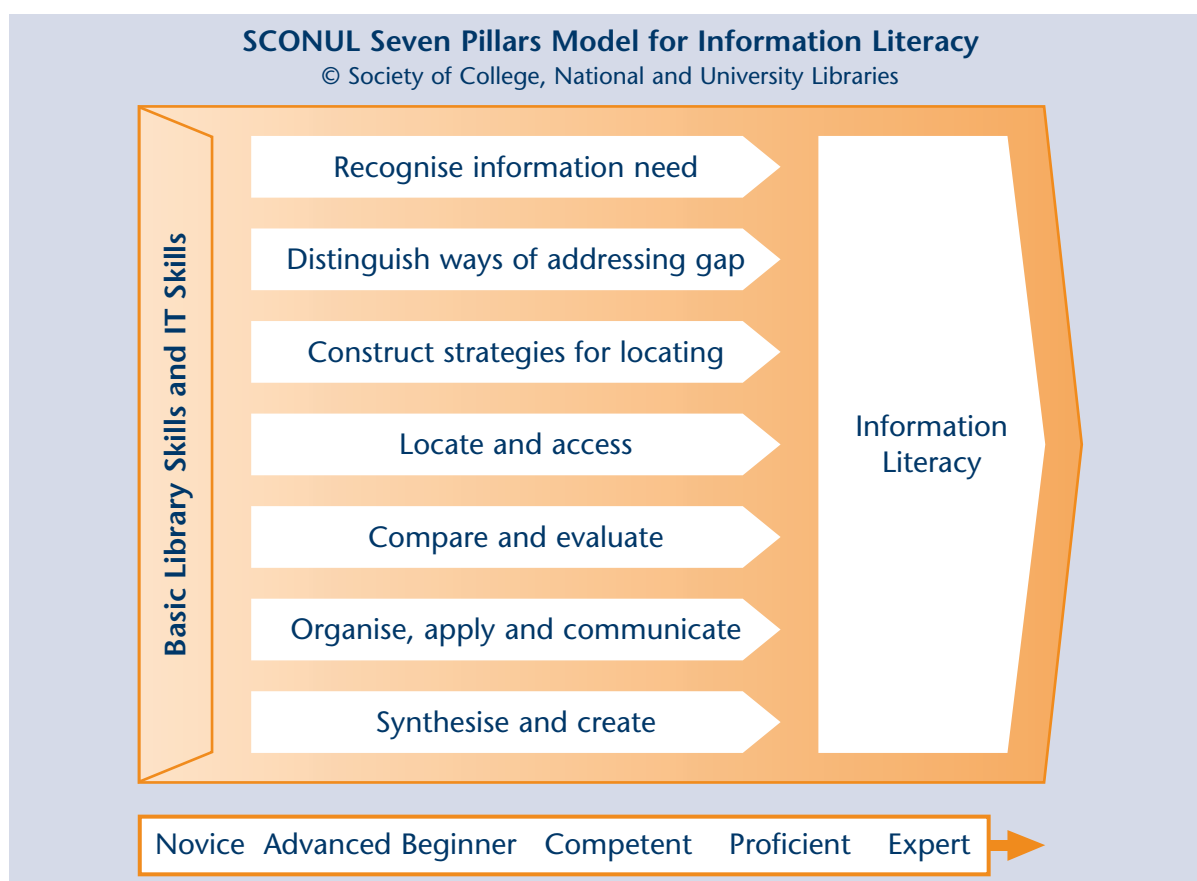 SCONUL Seven Pillars Model for Information Literacy
© Society of College, National and University Libraries
Basic Library Skills and IT Skills
Recognise information need
Distinguish ways of addressing gap
Construct strategies for locating
Locate and access
Compare and evaluate
Organise, apply and communicate
Synthesise and create
Information
Literacy
Novice Advanced Beginner Competent Proficient Expert